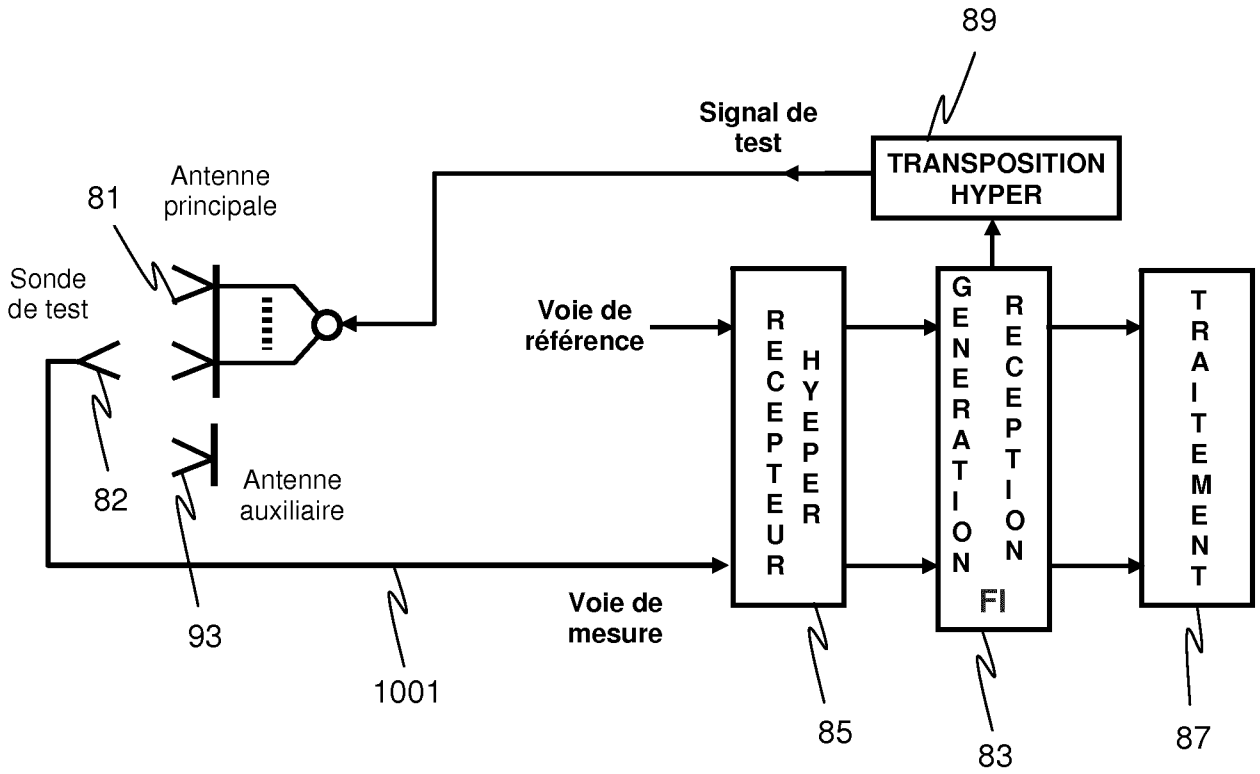 89
Signal de
test
TRANSPOSITION
HYPER
Antenne
principale
81
Sonde
de test
Voie de
référence
RECEPTEUR
HYEPER
GENERATION
RECEPTION
FI
TRAITEMENT
82
Antenne
auxiliaire
93
Voie de
mesure
1001
85
83
87